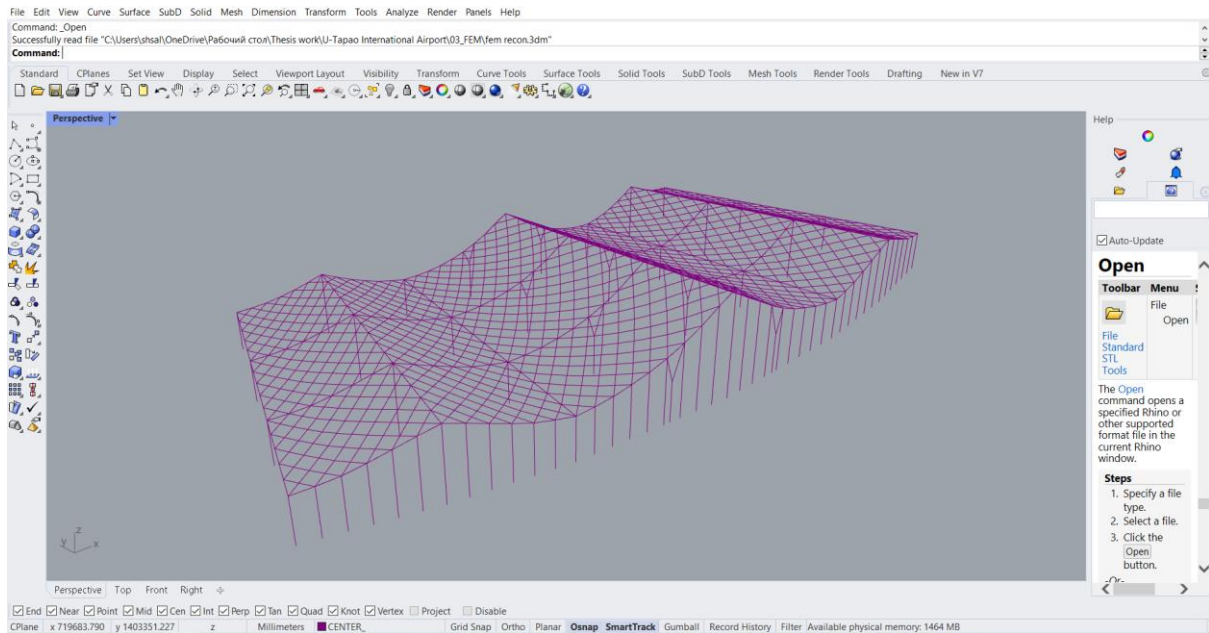 File Edit View Curve Surface SubD Solid Mesh Dimension Transform Tools Analyze Render Panels Help
Command: _Open
Successfully read file "C:\Users\shsal\OneDrive\Рабочий стол\Thesis work\U-Tapao International Airport\03_FEM\fem recon.3dm"
Command:
Standard CPlanes Set View Display Select Viewport Layout Visibility Transform Curve Tools Surface Tools Solid Tools SubD Tools Mesh Tools Render Tools Drafting New in V7
Perspective
Help
Auto-Update
Open
Toolbar Menu
File
Open
File
Standard
STL
Tools
The Open
command opens a
specified Rhino or
other supported
format file in the
current Rhino
window.
Steps
1. Specify a file
type.
2. Select a file.
3. Click the
Open
button.
-Or-
z
y x
Perspective Top Front Right
End Near Point Mid Cen Int Perp Tan Quad Knot Vertex Project Disable
CPlane x 719683.790 y 1403351.227 z Millimeters CENTER_ Grid Snap Ortho Planar Osnap SmartTrack Gumball Record History Filter Available physical memory: 1464 MB